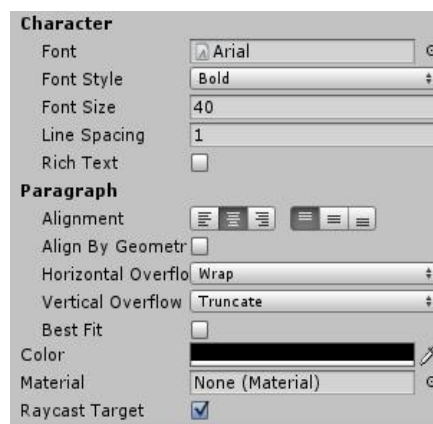 Character
Font Arial
Font Style Bold
Font Size 40
Line Spacing 1
Rich Text
Paragraph
Alignment
Align By Geometr
Horizontal Overflo Wrap
Vertical Overflow Truncate
Best Fit
Color
Material None (Material)
Raycast Target